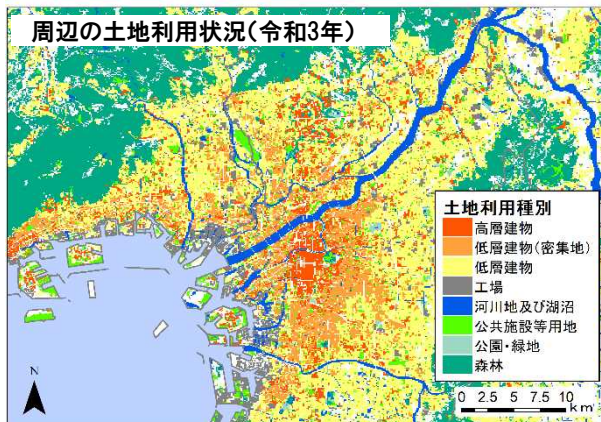 周辺の土地利用状況(令和3年)
土地利用種別
高層建物
低層建物(密集地)
低層建物
工場
河川地及び湖沼
公共施設等用地
公園・緑地
森林
N
0 2.5 5 7.5 10
km